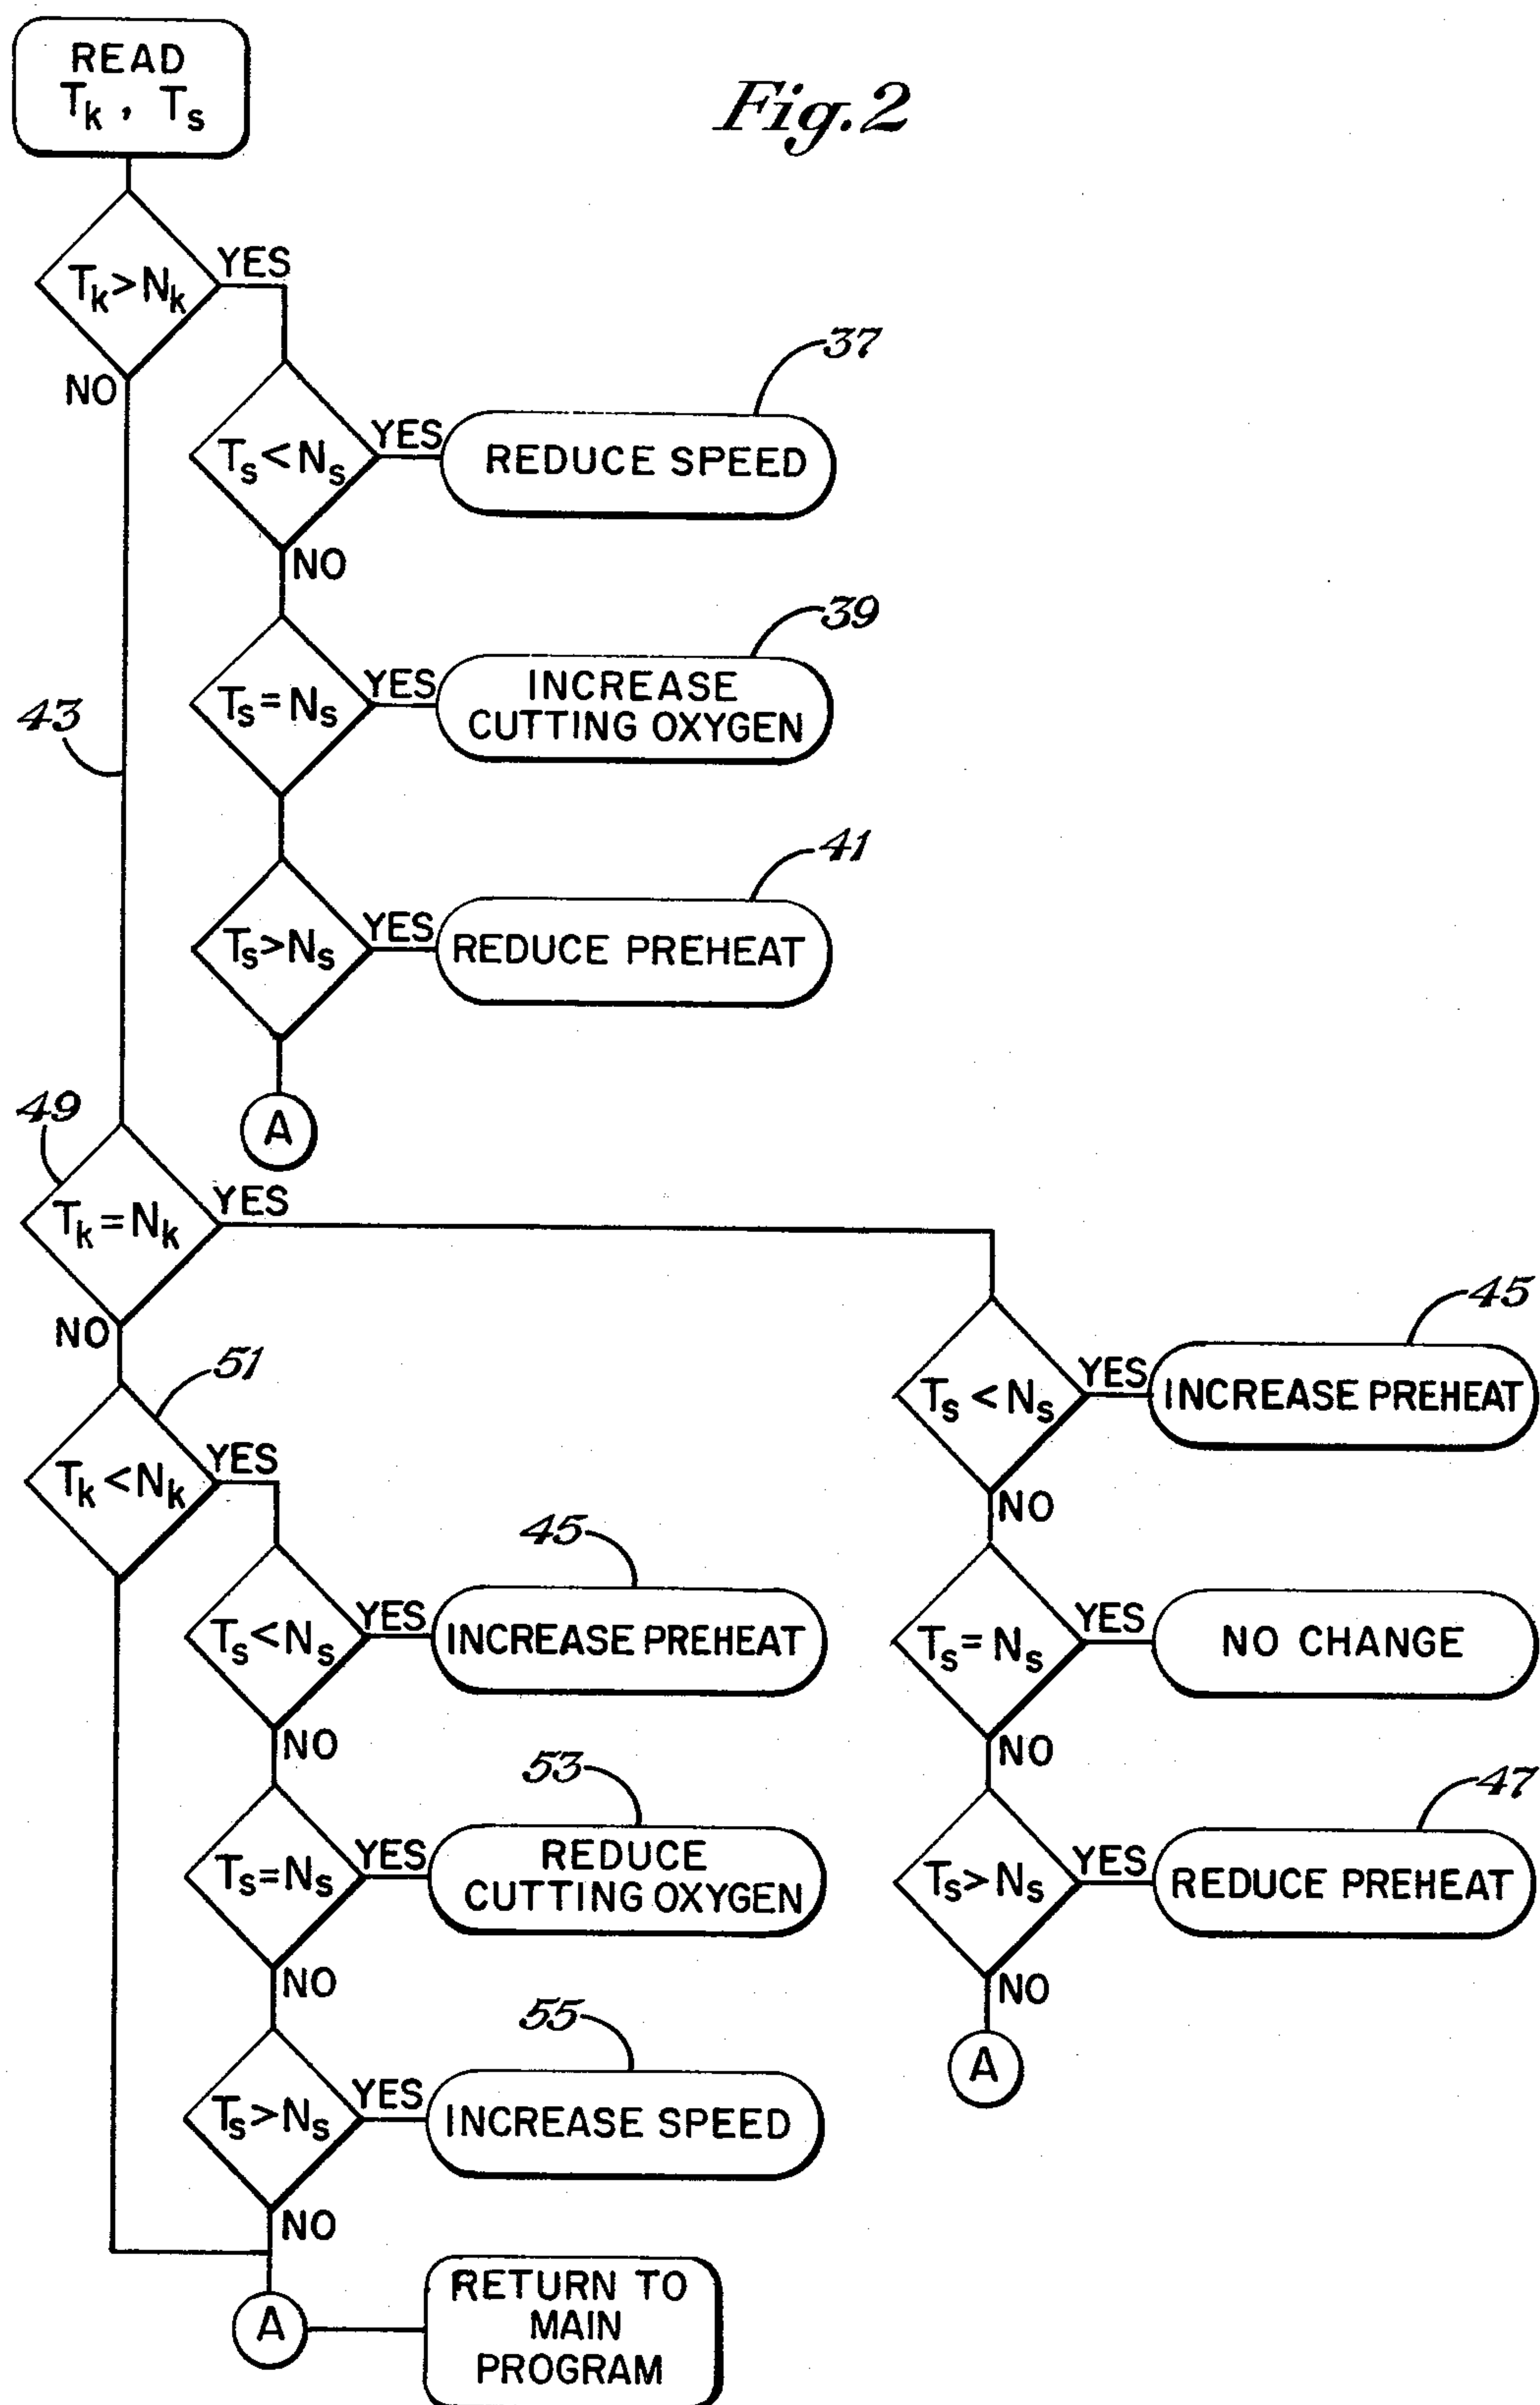 READ
Tk , Ts
Fig.2
Tk>Nk
YES
NO
37
Ts<Ns
YES
REDUCE SPEED
NO
39
Ts=Ns
YES
INCREASE
CUTTING OXYGEN
43
41
Ts>Ns
YES
REDUCE PREHEAT
A
49
Tk=Nk
YES
NO
45
Ts<Ns
YES
INCREASE PREHEAT
NO
51
Tk<Nk
YES
45
Ts<Ns
YES
INCREASE PREHEAT
NO
Ts=Ns
YES
NO CHANGE
NO
53
Ts=Ns
YES
REDUCE
CUTTING OXYGEN
NO
47
Ts>Ns
YES
REDUCE PREHEAT
NO
A
55
Ts>Ns
YES
INCREASE SPEED
NO
A
RETURN TO
MAIN
PROGRAM